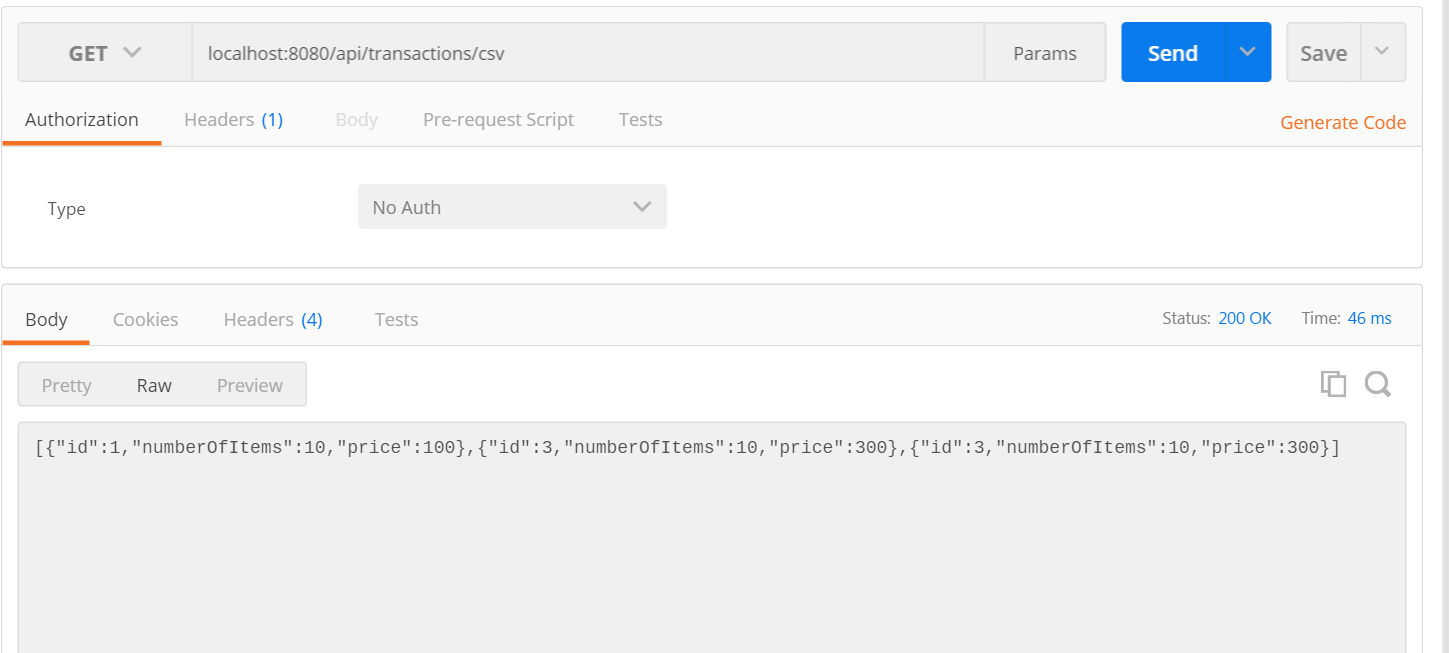 GET localhost:8080/api/transactions/csv Params Send Save
Authorization Headers (1) Body Pre-request Script Tests Generate Code
Type No Auth
Body Cookies Headers (4) Tests Status: 200 OK Time: 46 ms
Pretty Raw Preview
[{"id":1,"numberOfItems":10,"price":100},{"id":3,"numberOfItems":10,"price":300},{"id":3,"numberOfItems":10,"price":300}]